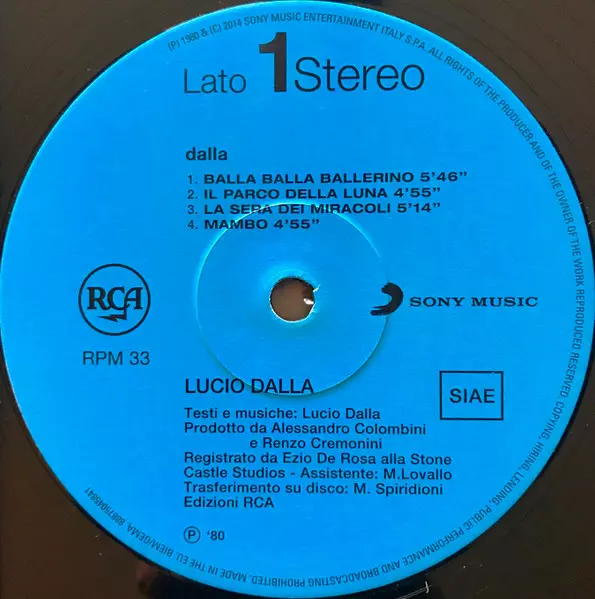 (P) 1980 & (C) 2014 SONY MUSIC ENTERTAINMENT ITALY S.P.A. ALL RIGHTS OF THE PRODUCER AND OF THE OWNER OF THE WORK REPRODUCED RESERVED. COPYING, HIRING, LENDING, PUBLIC PERFORMANCE AND BROADCASTING PROHIBITED. MADE IN THE EU. BIEM/GEMA.
Lato 1 Stereo
dalla
1. BALLA BALLA BALLERINO 5'46"
2. IL PARCO DELLA LUNA 4'55"
3. LA SERA DEI MIRACOLI 5'14"
4. MAMBO 4'55"
RCA
SONY MUSIC
RPM 33
LUCIO DALLA
SIAE
Testi e musiche: Lucio Dalla
Prodotto da Alessandro Colombini
e Renzo Cremonini
Registrato da Ezio De Rosa alla Stone
Castle Studios - Assistente: M.Lovallo
Trasferimento su disco: M. Spiridioni
Edizioni RCA
Ⓟ '80